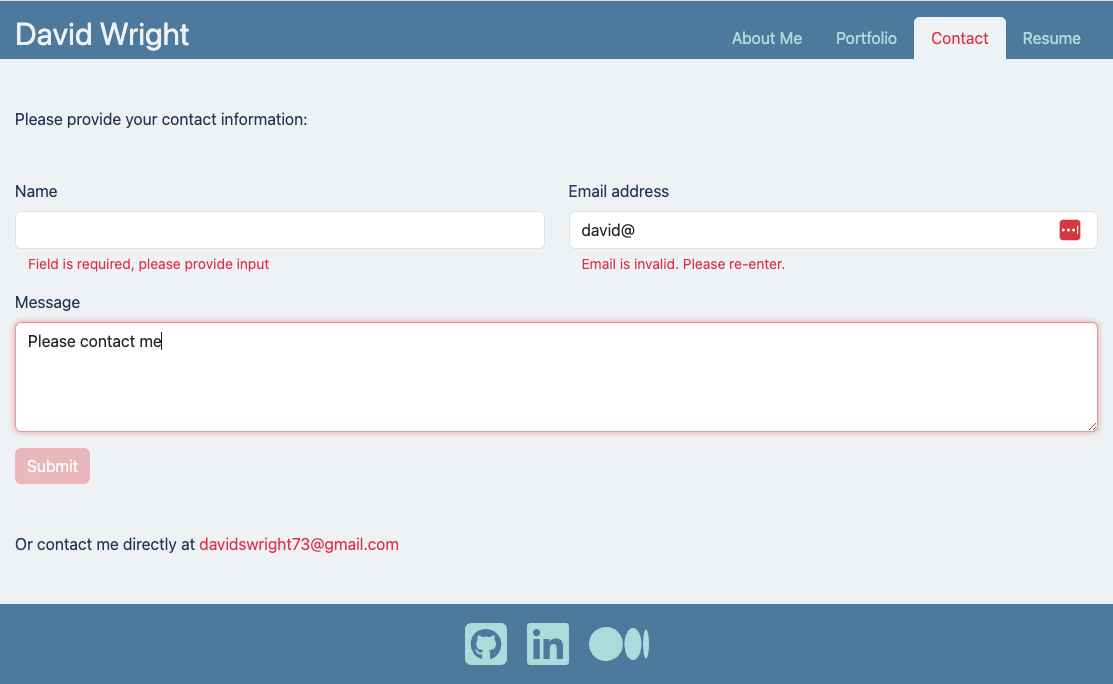 David Wright
About Me Portfolio Contact Resume
Please provide your contact information:
Name Email address
david@
Field is required, please provide input Email is invalid. Please re-enter.
Message
Please contact me
Submit
Or contact me directly at davidswright73@gmail.com
in